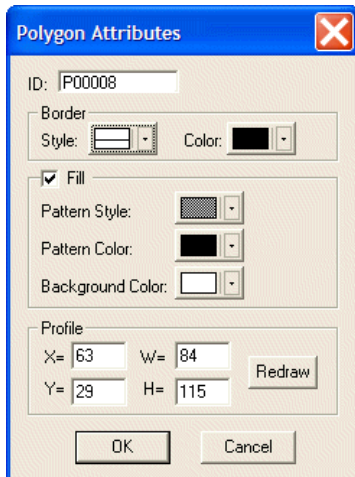 Polygon Attributes
ID: P00008
Border
Style: Color:
Fill
Pattern Style:
Pattern Color:
Background Color:
Profile
X= 63 W= 84
Redraw
Y= 29 H= 115
OK Cancel